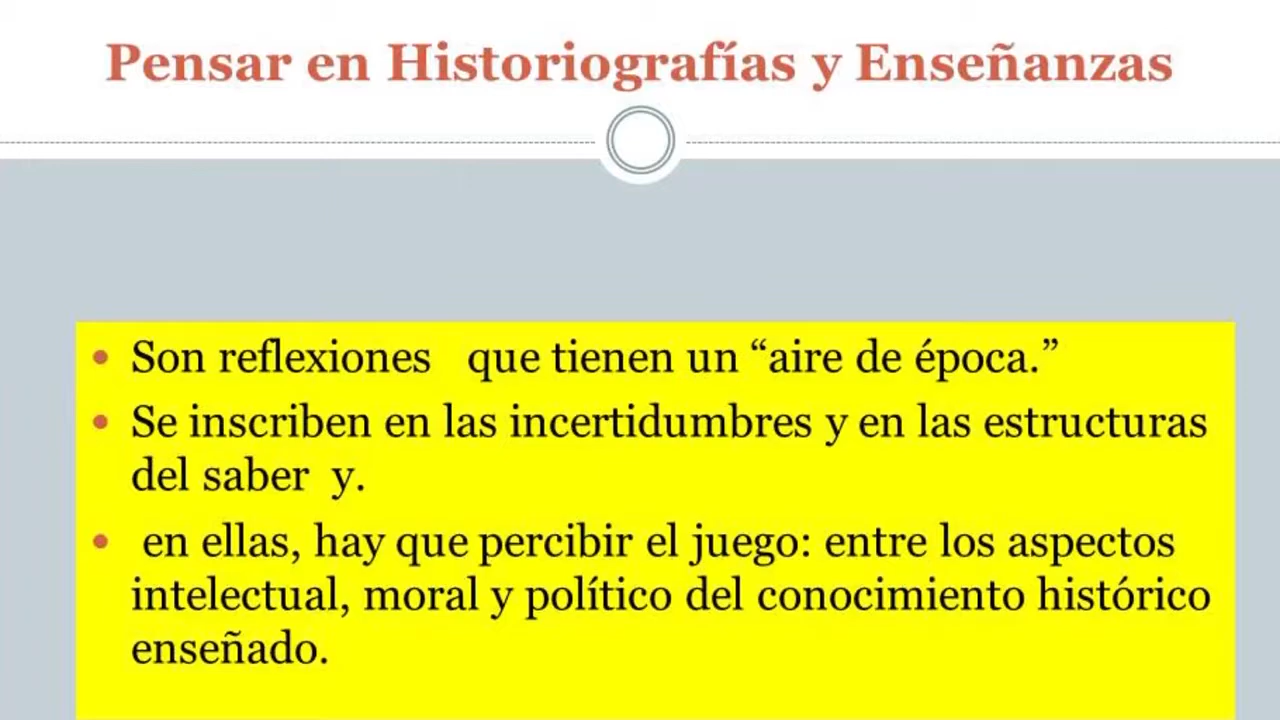 Pensar en Historiografías y Enseñanzas
• Son reflexiones que tienen un “aire de época.”
• Se inscriben en las incertidumbres y en las estructuras
del saber y.
• en ellas, hay que percibir el juego: entre los aspectos
intelectual, moral y político del conocimiento histórico
enseñado.